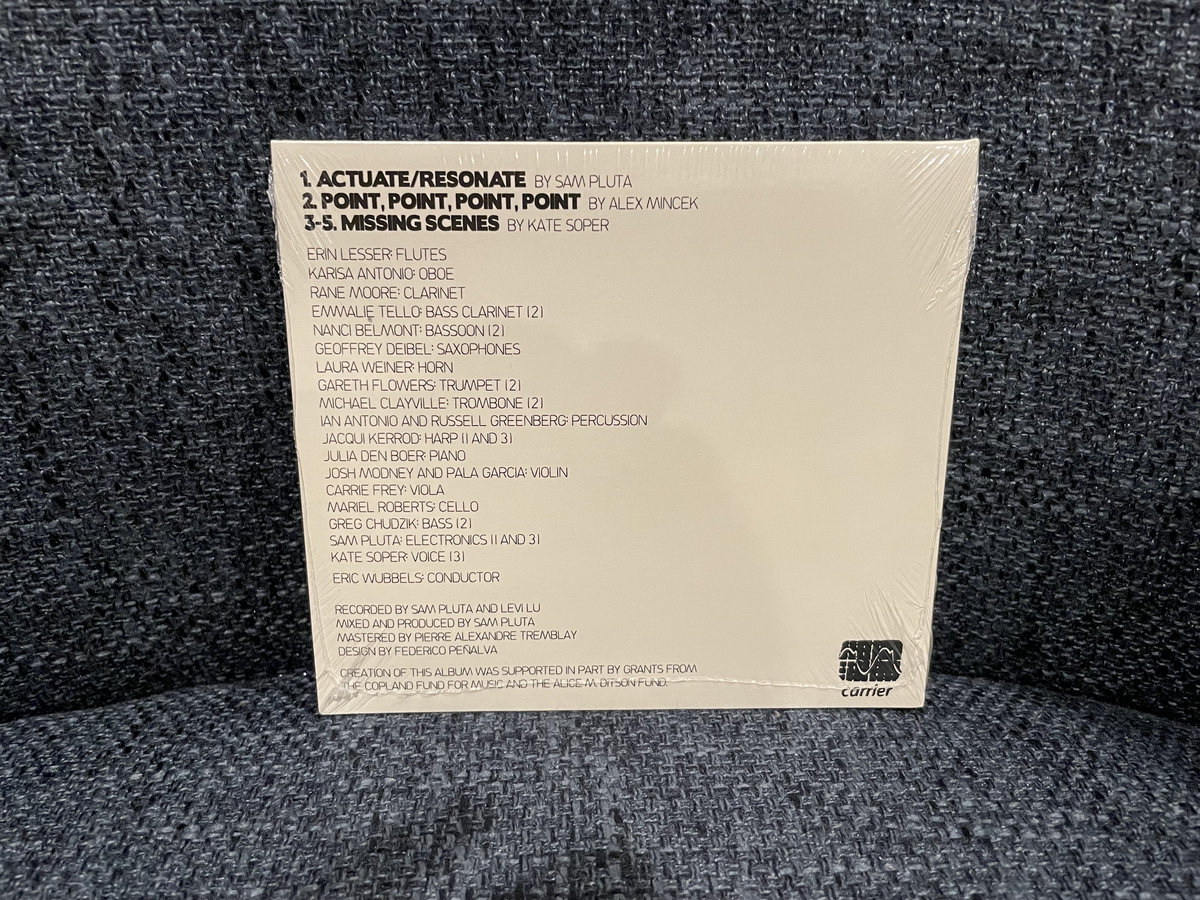 1. ACTUATE/RESONATE BY SAM PLUTA
2. POINT, POINT, POINT, POINT BY ALEX MINCEK
3-5. MISSING SCENES BY KATE SOPER
ERIN LESSER: FLUTES
KARISA ANTONIO: OBOE
RANE MOORE: CLARINET
EMMALIE TELLO: BASS CLARINET (2)
NANCI BELMONT: BASSOON (2)
GEOFFREY DEIBEL: SAXOPHONES
LAURA WEINER: HORN
GARETH FLOWERS: TRUMPET (2)
MICHAEL CLAYVILLE: TROMBONE (2)
IAN ANTONIO AND RUSSELL GREENBERG: PERCUSSION
JACQUI KERROD: HARP (1 AND 3)
JULIA DEN BOER: PIANO
JOSH MODNEY AND PALA GARCIA: VIOLIN
CARRIE FREY: VIOLA
MARIEL ROBERTS: CELLO
GREG CHUDZIK: BASS (2)
SAM PLUTA: ELECTRONICS (1 AND 3)
KATE SOPER: VOICE (3)
ERIC WUBBELS: CONDUCTOR
RECORDED BY SAM PLUTA AND LEVI LU
MIXED AND PRODUCED BY SAM PLUTA
MASTERED BY PIERRE ALEXANDRE TREMBLAY
DESIGN BY FEDERICO PEÑALVA
CREATION OF THIS ALBUM WAS SUPPORTED IN PART BY GRANTS FROM
THE COPLAND FUND FOR MUSIC AND THE ALICE M. DITSON FUND.
carrier